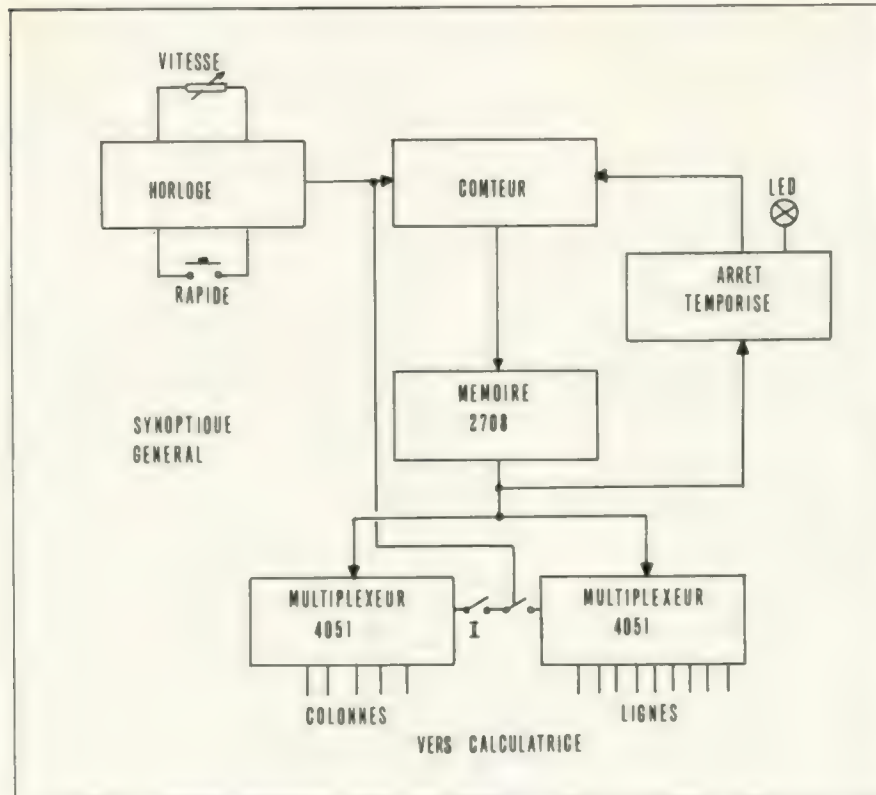 VITESSE
HORLOGE
RAPIDE
COMTEUR
LED
ARRET
TEMPORISE
MEMOIRE
2708
SYNOPTIQUE
GENERAL
MULTIPLEXEUR
4051
I
MULTIPLEXEUR
4051
COLONNES
LIGNES
VERS CALCULATRICE